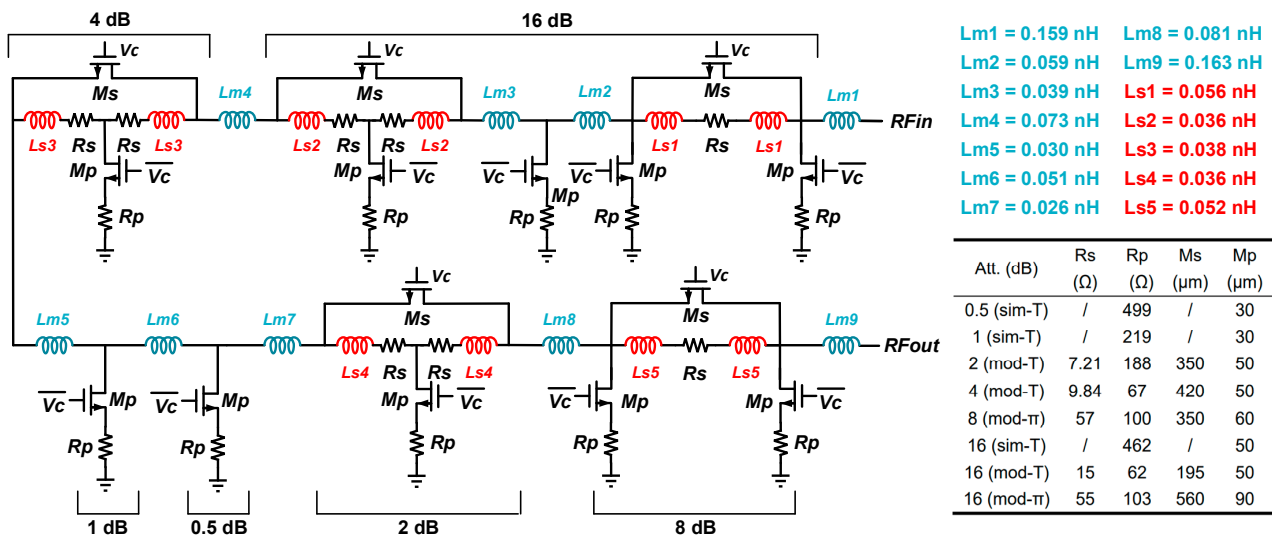 4 dB
16 dB
Vc
Vc
Vc
Ms
Ms
Ms
Lm4
Lm3
Lm2
Lm1
RFin
Ls3
Rs
Rs
Ls3
Ls2
Rs
Rs
Ls2
Ls1
Rs
Ls1
Mp
Vc
Mp
Vc
Vc
Mp
Vc
Mp
Mp
Vc
Rp
Rp
Rp
Rp
Rp
Vc
Vc
Ms
Ms
Lm5
Lm6
Lm7
Lm8
Lm9
RFout
Ls4
Rs
Rs
Ls4
Ls5
Rs
Ls5
Vc
Mp
Vc
Mp
Mp
Vc
Vc
Mp
Mp
Vc
Rp
Rp
Rp
Rp
Rp
1 dB
0.5 dB
2 dB
8 dB
Lm1 = 0.159 nH Lm8 = 0.081 nH
Lm2 = 0.059 nH Lm9 = 0.163 nH
Lm3 = 0.039 nH Ls1 = 0.056 nH
Lm4 = 0.073 nH Ls2 = 0.036 nH
Lm5 = 0.030 nH Ls3 = 0.038 nH
Lm6 = 0.051 nH Ls4 = 0.036 nH
Lm7 = 0.026 nH Ls5 = 0.052 nH
Att. (dB) Rs (Ω) Rp (Ω) Ms (μm) Mp (μm)
0.5 (sim-T) / 499 / 30
1 (sim-T) / 219 / 30
2 (mod-T) 7.21 188 350 50
4 (mod-T) 9.84 67 420 50
8 (mod-π) 57 100 350 60
16 (sim-T) / 462 / 50
16 (mod-T) 15 62 195 50
16 (mod-π) 55 103 560 90